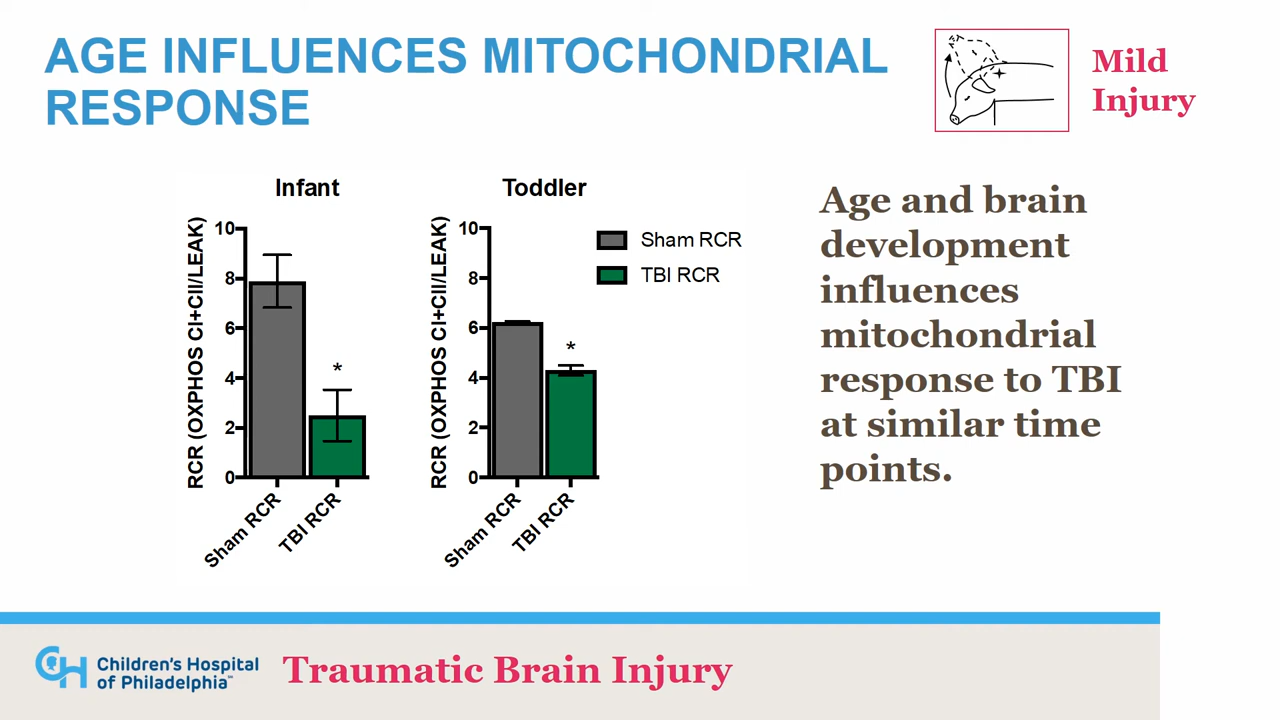 AGE INFLUENCES MITOCHONDRIAL
RESPONSE
Mild
Injury
Infant
RCR (OXPHOS CI+CII/LEAK)
10
8
6
4
2
0
*
Sham RCR
TBI RCR
Toddler
RCR (OXPHOS CI+CII/LEAK)
10
8
6
4
2
0
*
Sham RCR
TBI RCR
Sham RCR
TBI RCR
Age and brain
development
influences
mitochondrial
response to TBI
at similar time
points.
CH
Children's Hospital
of Philadelphia
Traumatic Brain Injury